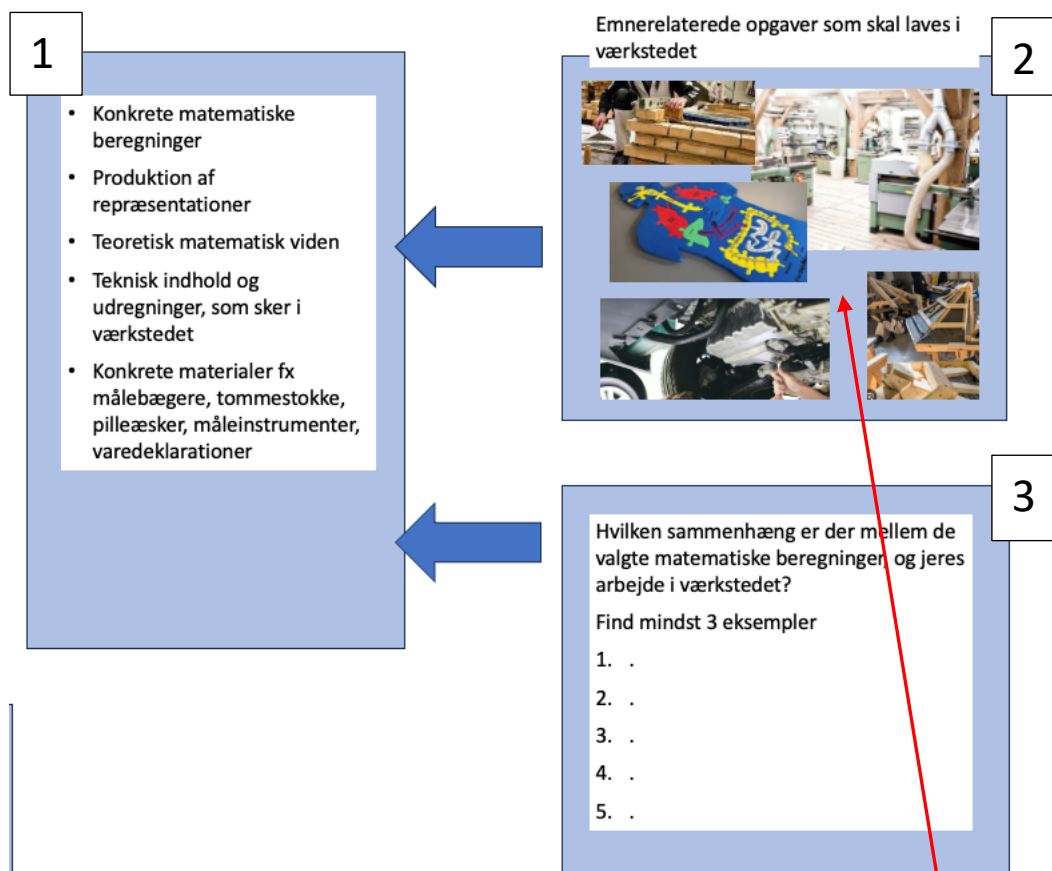 1
• Konkrete matematiske
beregninger
• Produktion af
repræsentationer
• Teoretisk matematisk viden
• Teknisk indhold og
udregninger, som sker i
værkstedet
• Konkrete materialer fx
målebægere, tommestokke,
pilleæsker, måleinstrumenter,
varedeklarationer
Emnerelaterede opgaver som skal laves i
værkstedet
2
3
Hvilken sammenhæng er der mellem de
valgte matematiske beregninger, og jeres
arbejde i værkstedet?
Find mindst 3 eksempler
1. .
2. .
3. .
4. .
5. .